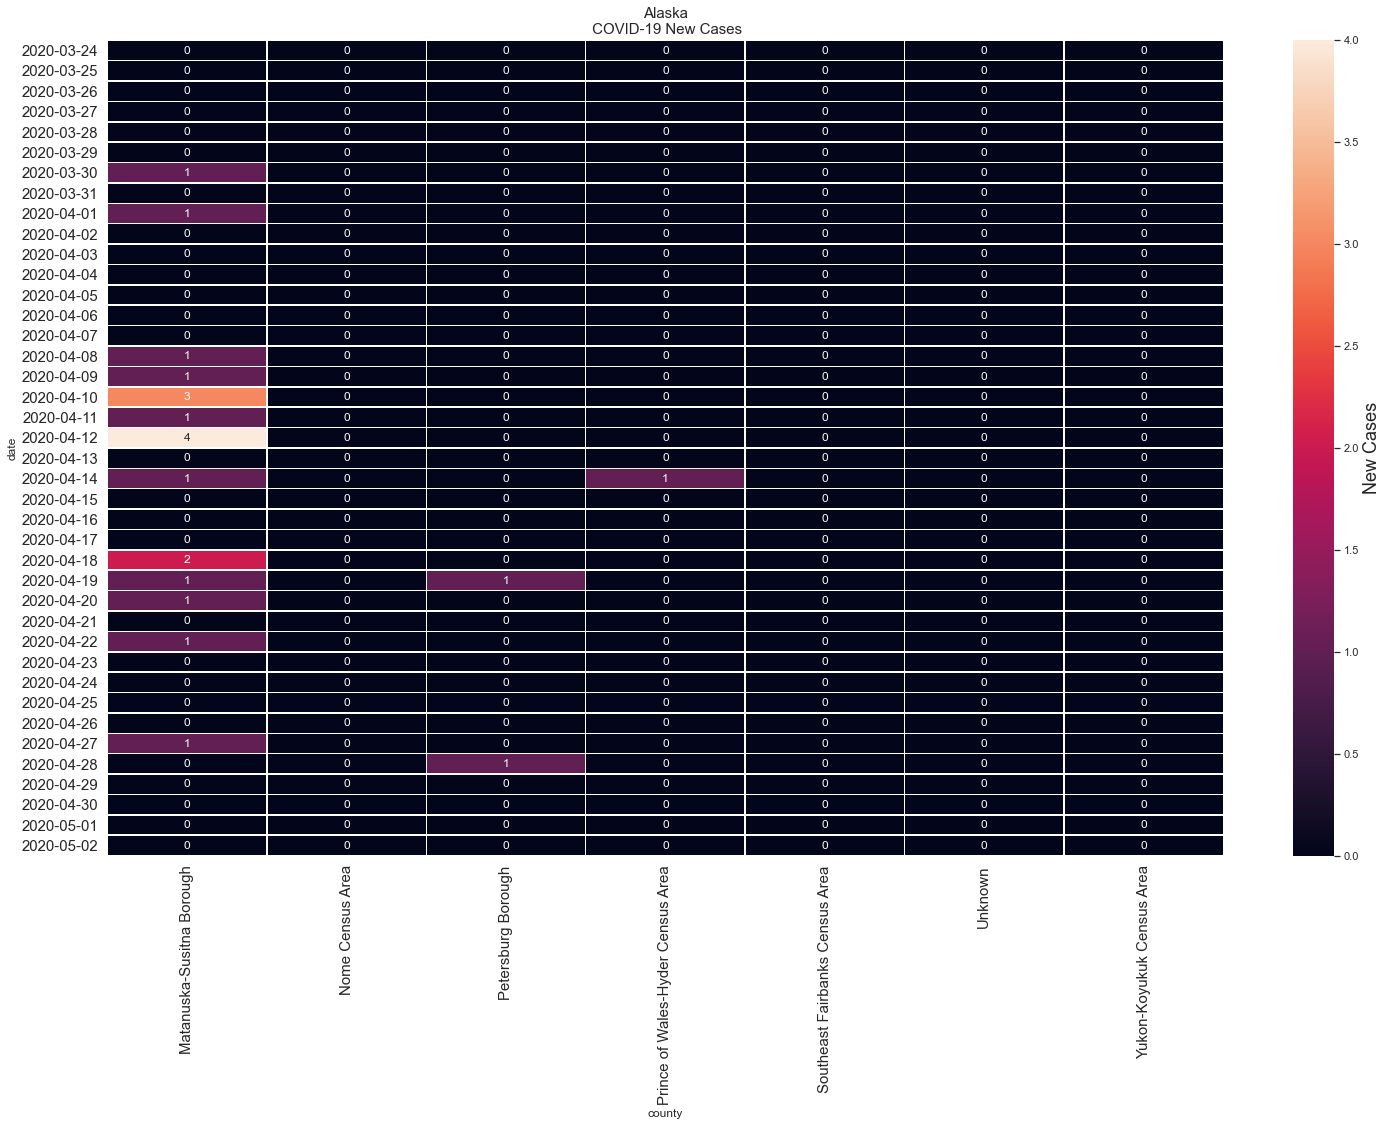 Alaska
COVID-19 New Cases
2020-03-24 0 0 0 0 0 0 0
2020-03-25 0 0 0 0 0 0 0
2020-03-26 0 0 0 0 0 0 0
2020-03-27 0 0 0 0 0 0 0
2020-03-28 0 0 0 0 0 0 0
2020-03-29 0 0 0 0 0 0 0
2020-03-30 1 0 0 0 0 0 0
2020-03-31 0 0 0 0 0 0 0
2020-04-01 1 0 0 0 0 0 0
2020-04-02 0 0 0 0 0 0 0
2020-04-03 0 0 0 0 0 0 0
2020-04-04 0 0 0 0 0 0 0
2020-04-05 0 0 0 0 0 0 0
2020-04-06 0 0 0 0 0 0 0
2020-04-07 0 0 0 0 0 0 0
2020-04-08 1 0 0 0 0 0 0
2020-04-09 1 0 0 0 0 0 0
2020-04-10 3 0 0 0 0 0 0
2020-04-11 1 0 0 0 0 0 0
2020-04-12 4 0 0 0 0 0 0
2020-04-13 0 0 0 0 0 0 0
2020-04-14 1 0 0 1 0 0 0
2020-04-15 0 0 0 0 0 0 0
2020-04-16 0 0 0 0 0 0 0
2020-04-17 0 0 0 0 0 0 0
2020-04-18 2 0 0 0 0 0 0
2020-04-19 1 0 1 0 0 0 0
2020-04-20 1 0 0 0 0 0 0
2020-04-21 0 0 0 0 0 0 0
2020-04-22 1 0 0 0 0 0 0
2020-04-23 0 0 0 0 0 0 0
2020-04-24 0 0 0 0 0 0 0
2020-04-25 0 0 0 0 0 0 0
2020-04-26 0 0 0 0 0 0 0
2020-04-27 1 0 0 0 0 0 0
2020-04-28 0 0 1 0 0 0 0
2020-04-29 0 0 0 0 0 0 0
2020-04-30 0 0 0 0 0 0 0
2020-05-01 0 0 0 0 0 0 0
2020-05-02 0 0 0 0 0 0 0
date
Matanuska-Susitna Borough
Nome Census Area
Petersburg Borough
Prince of Wales-Hyder Census Area
Southeast Fairbanks Census Area
Unknown
Yukon-Koyukuk Census Area
county
4.0
3.5
3.0
2.5
2.0
1.5
1.0
0.5
0.0
New Cases